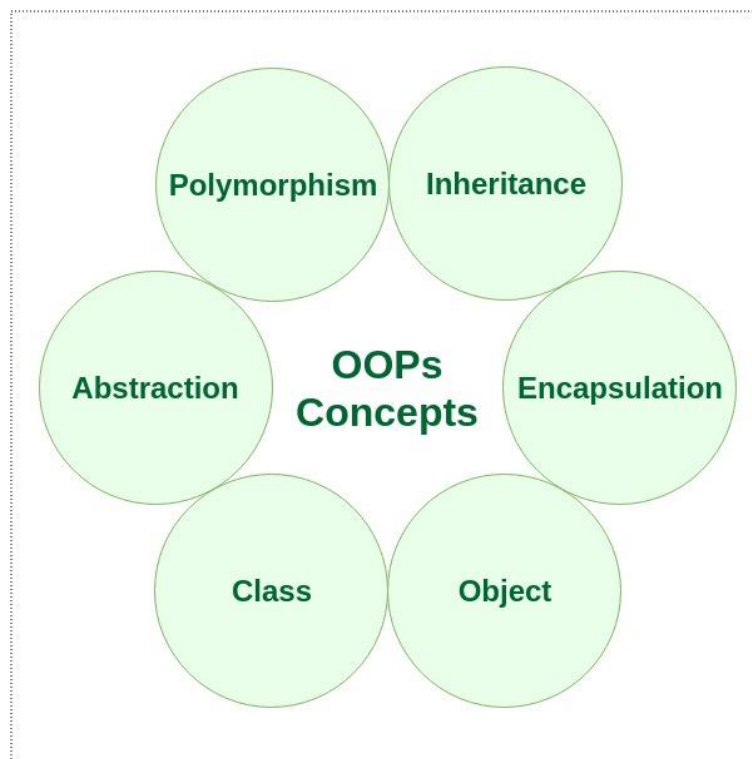 Polymorphism
Inheritance
Abstraction
OOPs
Concepts
Encapsulation
Class
Object